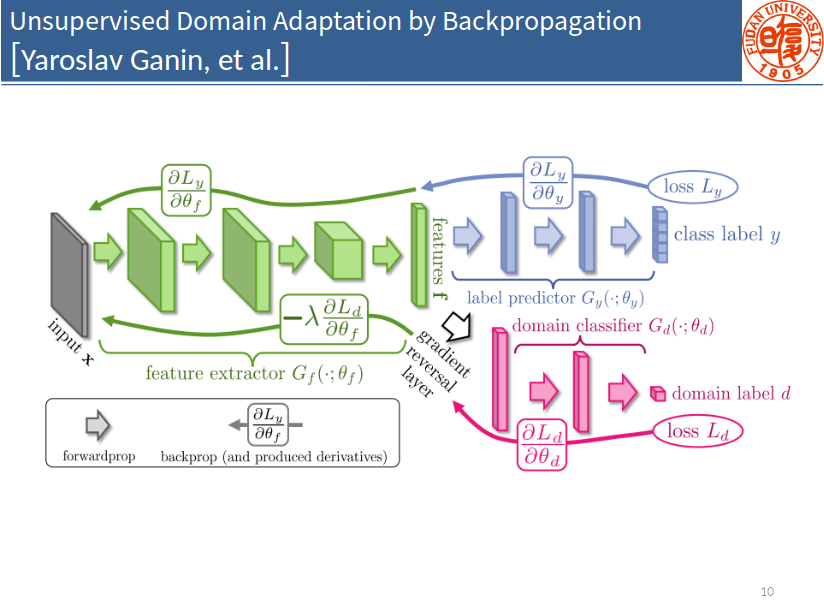 Unsupervised Domain Adaptation by Backpropagation
[Yaroslav Ganin, et al.]
FUDAN UNIVERSITY
1905
∂L_y/∂θ_f
∂L_y/∂θ_y
loss L_y
class label y
features f
label predictor G_y(·;θ_y)
input x
−λ ∂L_d/∂θ_f
feature extractor G_f(·;θ_f)
gradient
reversal
layer
domain classifier G_d(·;θ_d)
domain label d
loss L_d
∂L_d/∂θ_d
∂L_y/∂θ_f
forwardprop
backprop (and produced derivatives)
10